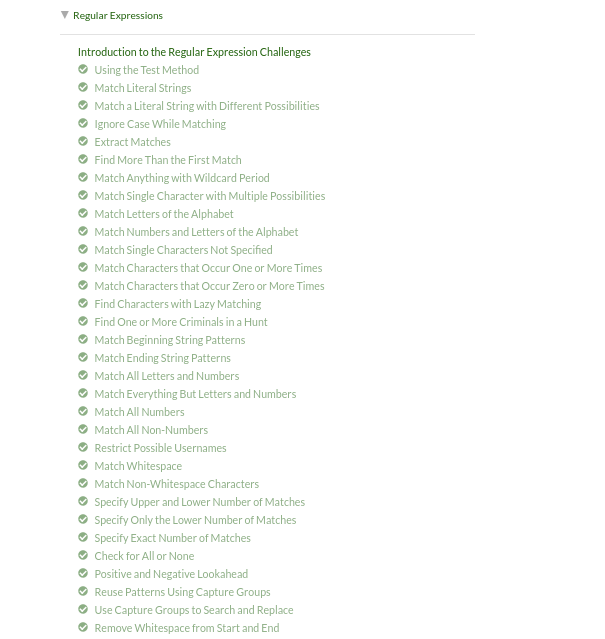 Regular Expressions
Introduction to the Regular Expression Challenges
Using the Test Method
Match Literal Strings
Match a Literal String with Different Possibilities
Ignore Case While Matching
Extract Matches
Find More Than the First Match
Match Anything with Wildcard Period
Match Single Character with Multiple Possibilities
Match Letters of the Alphabet
Match Numbers and Letters of the Alphabet
Match Single Characters Not Specified
Match Characters that Occur One or More Times
Match Characters that Occur Zero or More Times
Find Characters with Lazy Matching
Find One or More Criminals in a Hunt
Match Beginning String Patterns
Match Ending String Patterns
Match All Letters and Numbers
Match Everything But Letters and Numbers
Match All Numbers
Match All Non-Numbers
Restrict Possible Usernames
Match Whitespace
Match Non-Whitespace Characters
Specify Upper and Lower Number of Matches
Specify Only the Lower Number of Matches
Specify Exact Number of Matches
Check for All or None
Positive and Negative Lookahead
Reuse Patterns Using Capture Groups
Use Capture Groups to Search and Replace
Remove Whitespace from Start and End